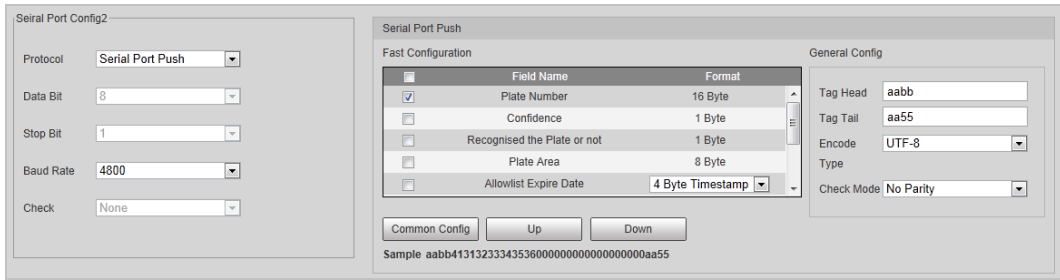 Seiral Port Config2
Protocol Serial Port Push
Data Bit 8
Stop Bit 1
Baud Rate 4800
Check None
Serial Port Push
Fast Configuration
Field Name Format
Plate Number 16 Byte
Confidence 1 Byte
Recognised the Plate or not 1 Byte
Plate Area 8 Byte
Allowlist Expire Date 4 Byte Timestamp
Common Config Up Down
Sample aabb41313233343536000000000000000000aa55
General Config
Tag Head aabb
Tag Tail aa55
Encode UTF-8
Type
Check Mode No Parity